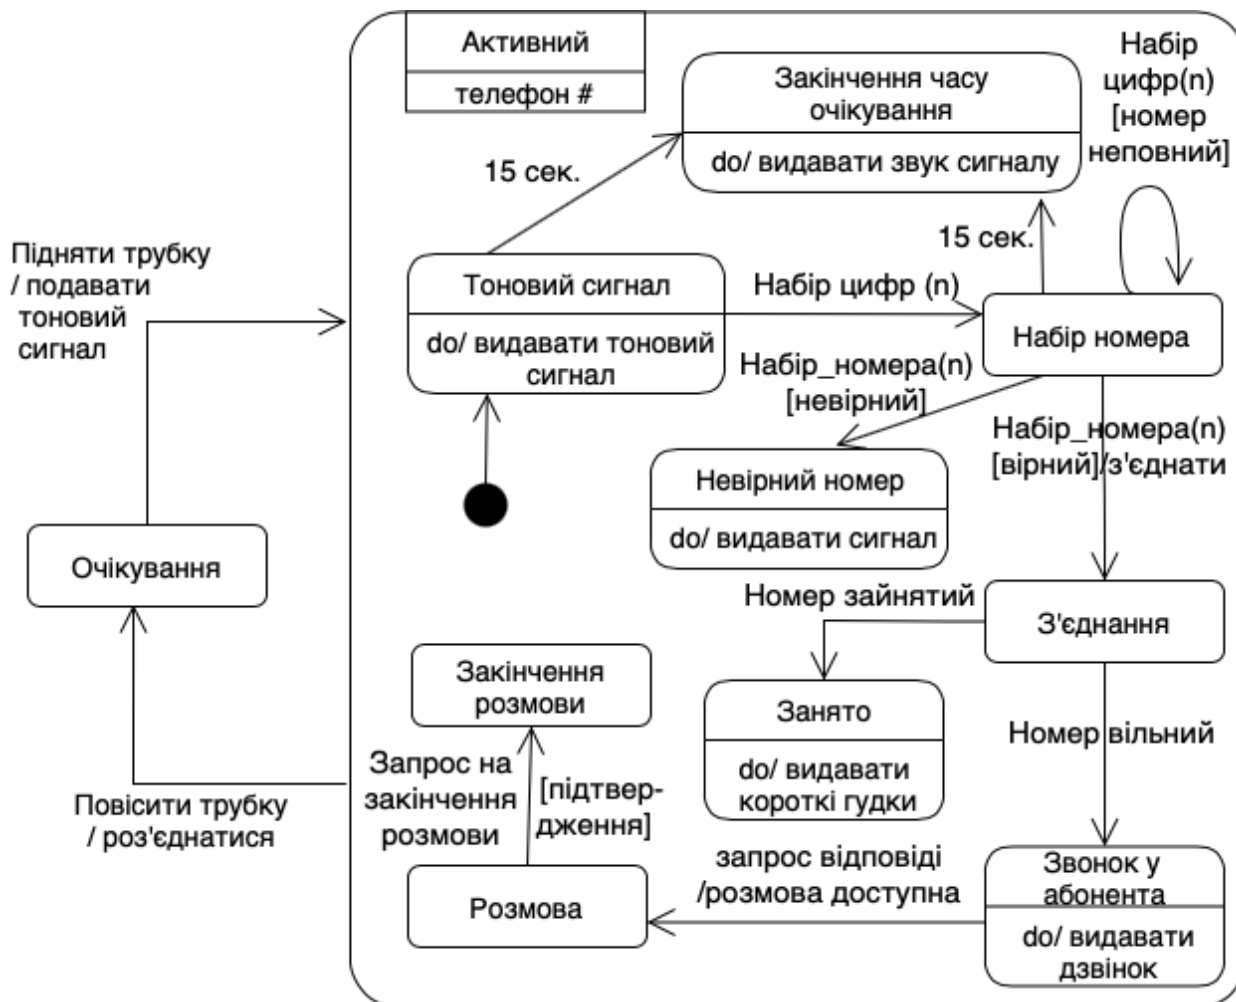 Активний
телефон #
Закінчення часу
очікування
do/ видавати звук сигналу
Набір
цифр(n)
[номер
неповний]
15 сек.
15 сек.
Підняти трубку
/ подавати
тоновий
сигнал
Тоновий сигнал
do/ видавати тоновий
сигнал
Набір цифр (n)
Набір номера
Набір_номера(n)
[невірний]
Набір_номера(n)
[вірний]/з'єднати
Невірний номер
do/ видавати сигнал
Очікування
Номер зайнятий
З'єднання
Закінчення
розмови
Занято
do/ видавати
короткі гудки
Номер вільний
Повісити трубку
/ роз'єднатися
Запрос на
закінчення
розмови
[підтвер-
дження]
запрос відповіді
/розмова доступна
Розмова
Звонок у
абонента
do/ видавати
дзвінок